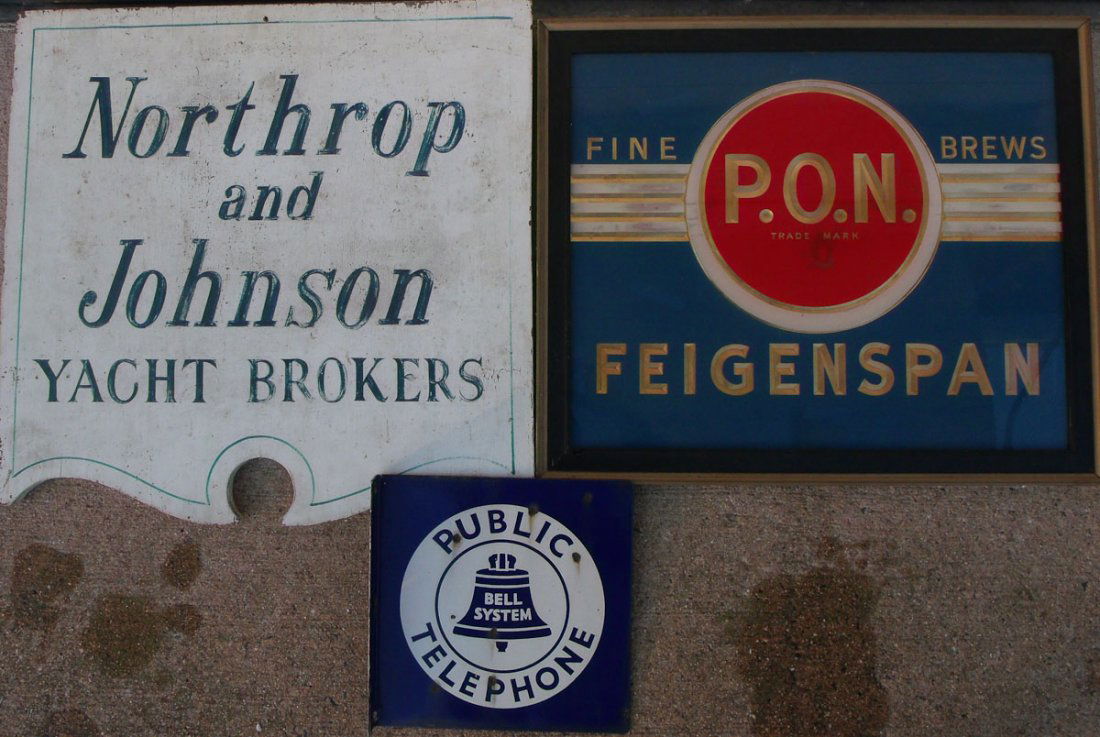 Northrop
and
Johnson
YACHT BROKERS
FINE BREWS
P.O.N.
TRADE MARK
FEIGENSPAN
PUBLIC
BELL
SYSTEM
TELEPHONE